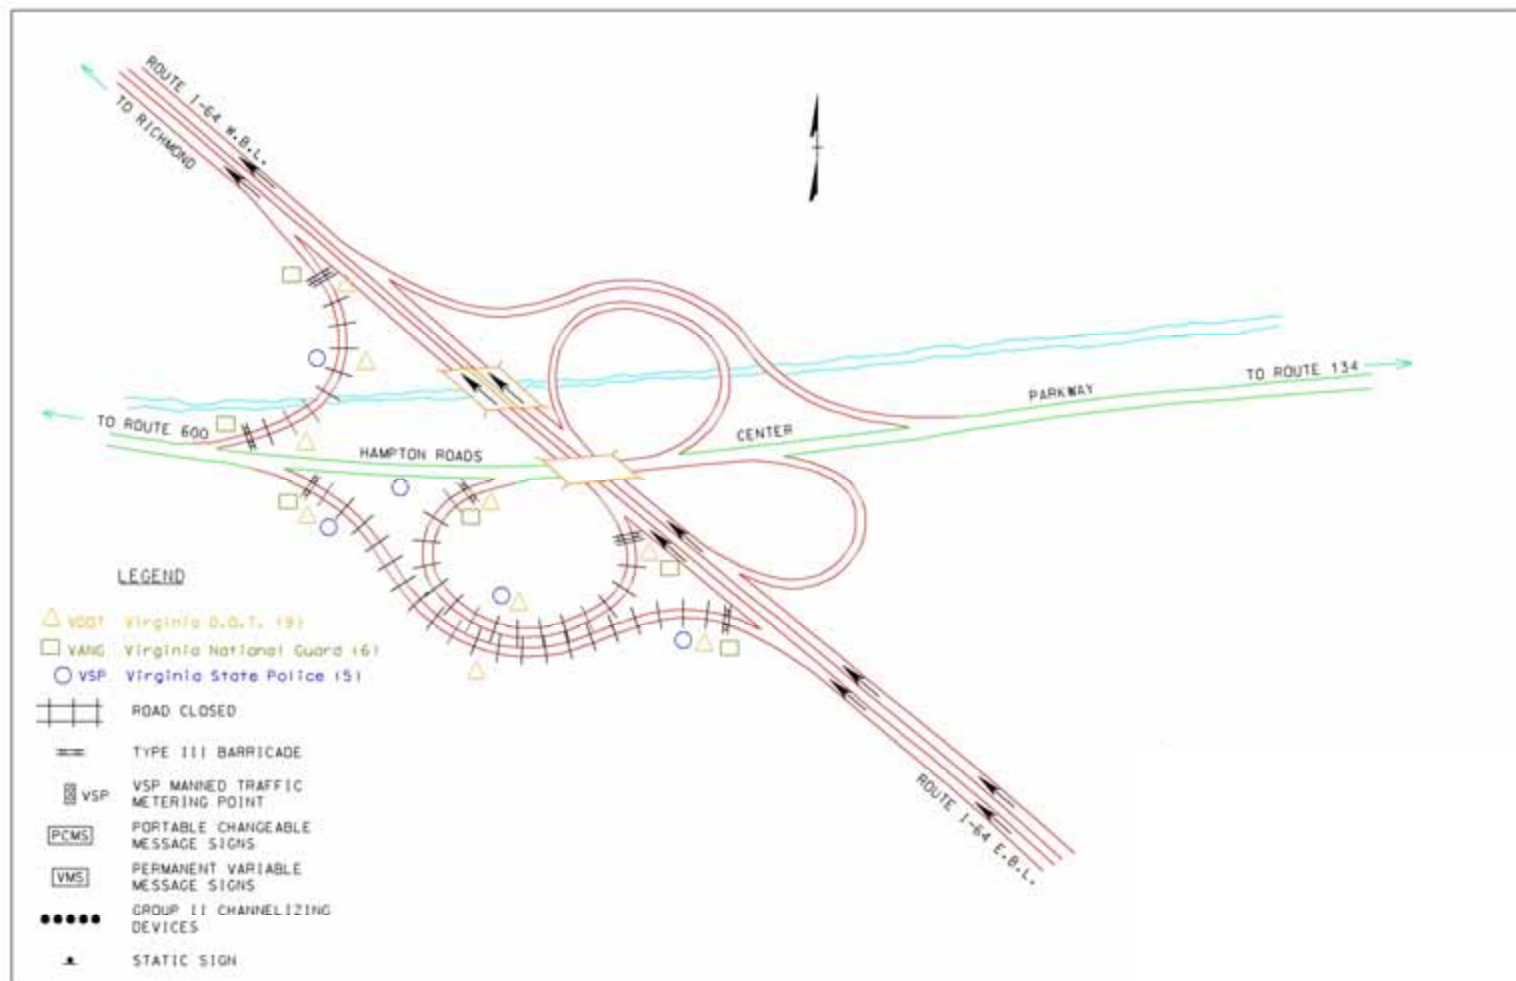 ROUTE I-64 W.B.L.
TO RICHMOND
TO ROUTE 134
PARKWAY
CENTER
TO ROUTE 600
HAMPTON ROADS
ROUTE I-64 E.B.L.
LEGEND
VDOT Virginia D.O.T. (9)
VANG Virginia National Guard (6)
VSP Virginia State Police (5)
ROAD CLOSED
TYPE III BARRICADE
VSP VSP MANNED TRAFFIC
METERING POINT
PCMS PORTABLE CHANGEABLE
MESSAGE SIGNS
VMS PERMANENT VARIABLE
MESSAGE SIGNS
GROUP II CHANNELIZING
DEVICES
STATIC SIGN